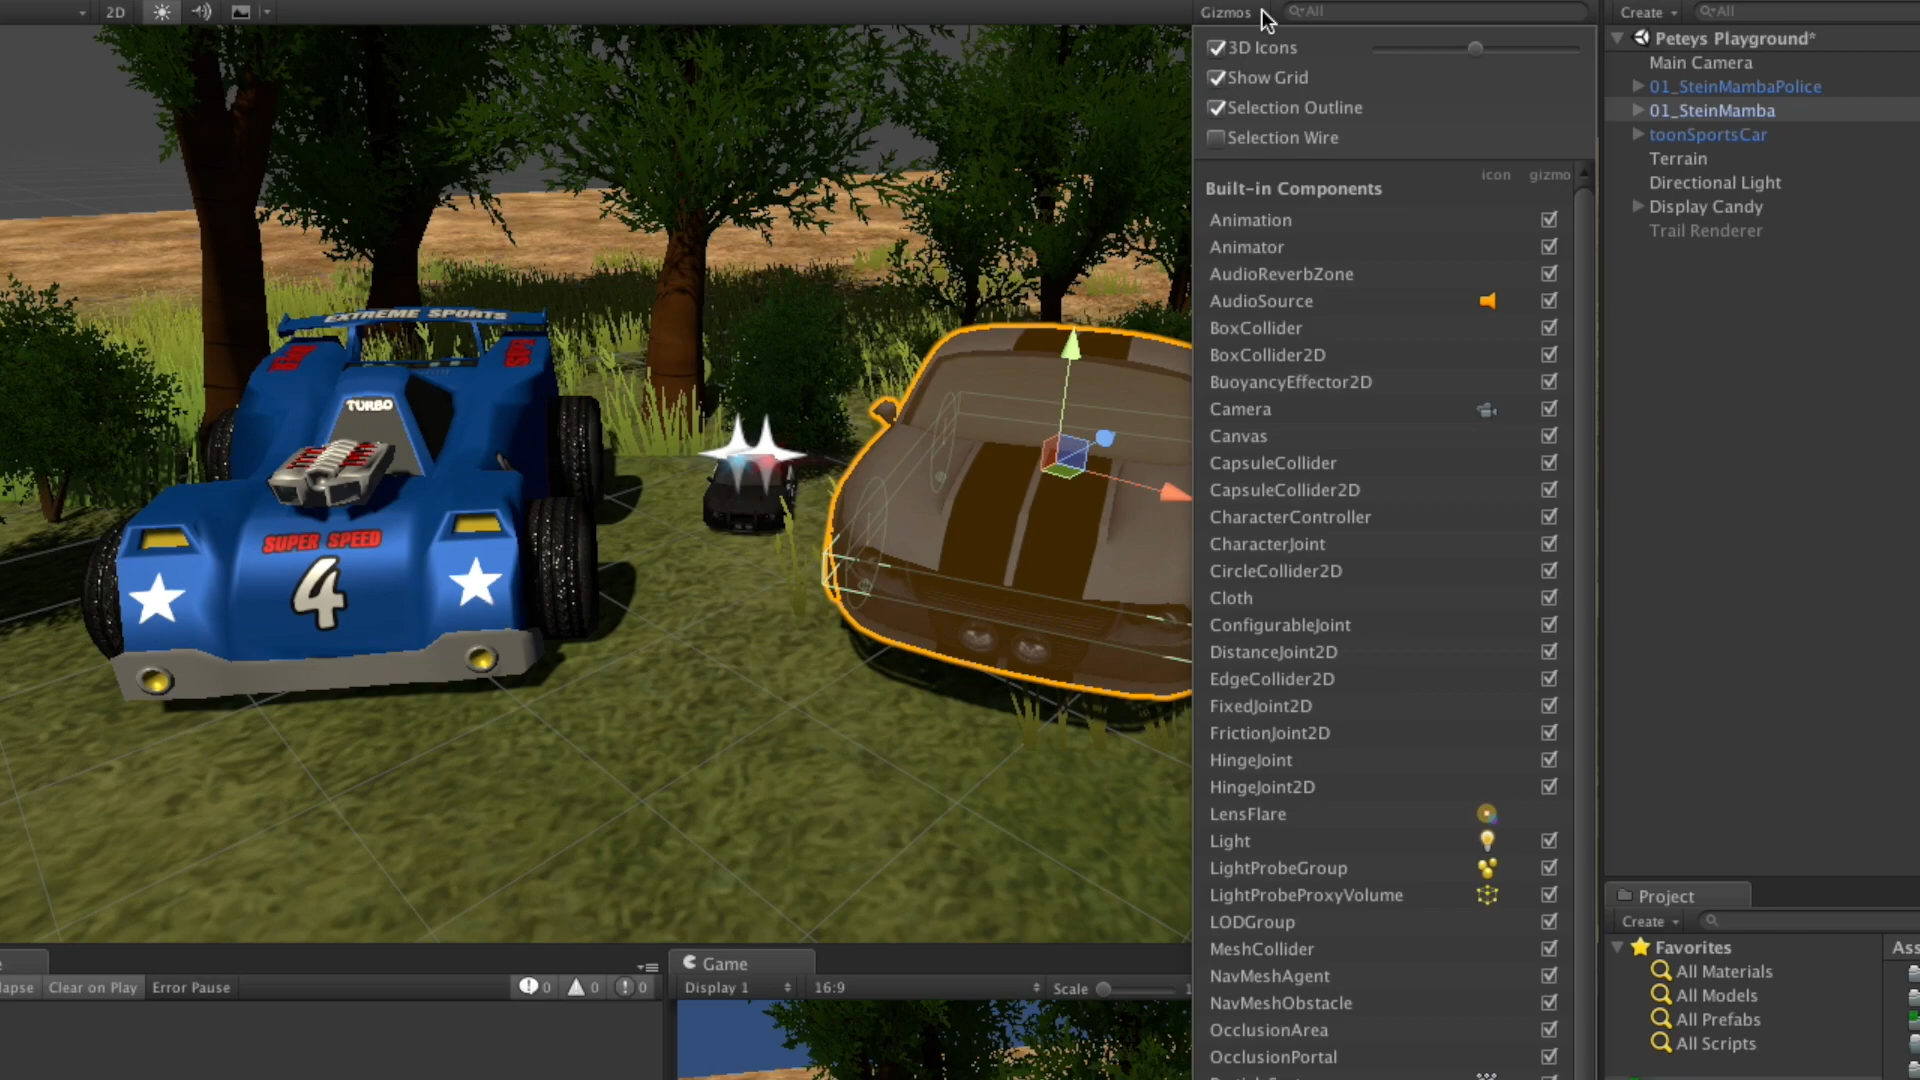 2D
Gizmos
All
3D Icons
Show Grid
Selection Outline
Selection Wire
icon gizmo
Built-in Components
Animation
Animator
AudioReverbZone
AudioSource
BoxCollider
BoxCollider2D
BuoyancyEffector2D
Camera
Canvas
CapsuleCollider
CapsuleCollider2D
CharacterController
CharacterJoint
CircleCollider2D
Cloth
ConfigurableJoint
DistanceJoint2D
EdgeCollider2D
FixedJoint2D
FrictionJoint2D
HingeJoint
HingeJoint2D
LensFlare
Light
LightProbeGroup
LightProbeProxyVolume
LODGroup
MeshCollider
NavMeshAgent
NavMeshObstacle
OcclusionArea
OcclusionPortal
Create
All
Peteys Playground*
Main Camera
01_SteinMambaPolice
01_SteinMamba
toonSportsCar
Terrain
Directional Light
Display Candy
Trail Renderer
EXTREME SPORTS
TURBO
SUPER SPEED
4
lapse Clear on Play Error Pause 0 0 0
Game
Display 1 16:9 Scale 1
Project
Create
Favorites
All Materials
All Models
All Prefabs
All Scripts
Ass